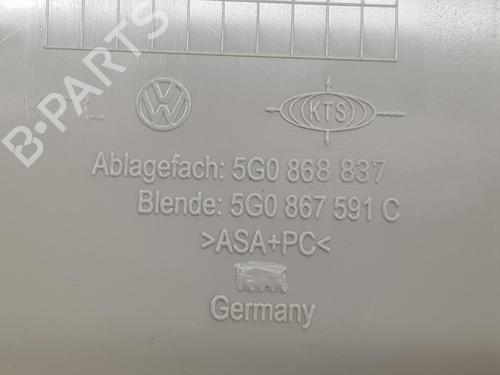 B-PARTS
KTS
Ablagefach: 5G0 868 837
Blende: 5G0 867 591 C
>ASA+PC<
Germany